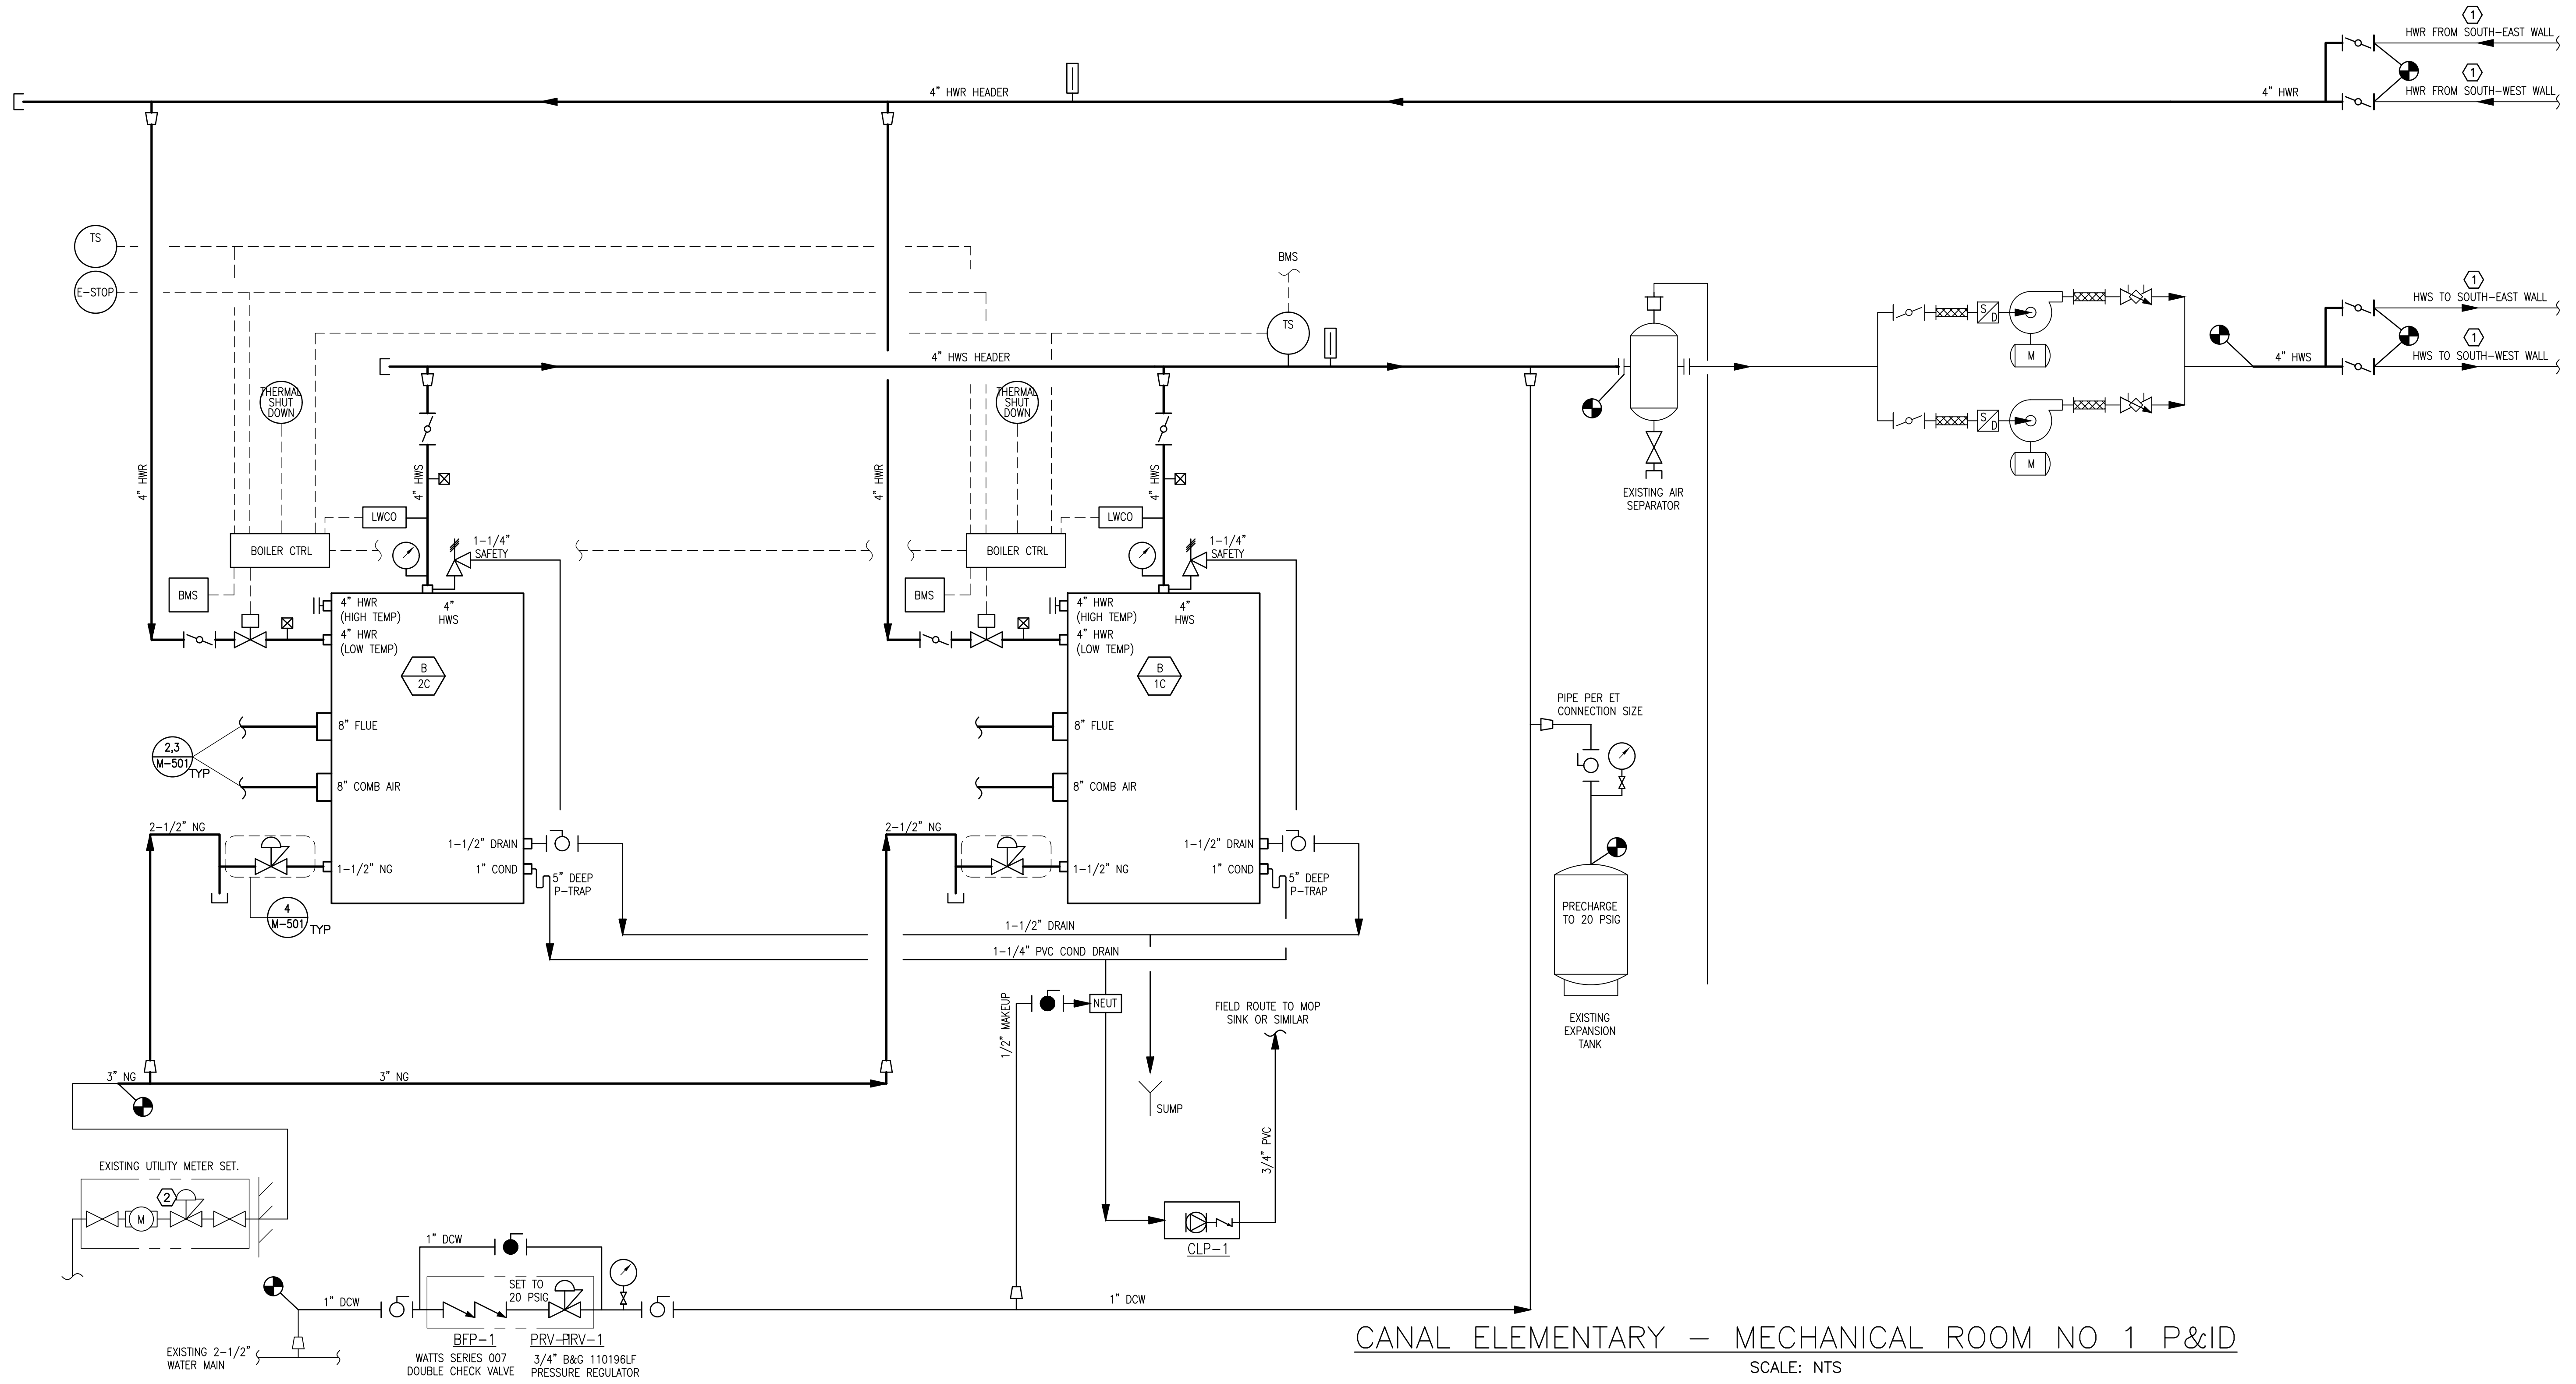 1
HWR FROM SOUTH-EAST WALL
1
HWR FROM SOUTH-WEST WALL
4" HWR HEADER
4" HWR
TS
E-STOP
BMS
TS
1
HWS TO SOUTH-EAST WALL
1
HWS TO SOUTH-WEST WALL
4" HWS HEADER
4" HWS
S/D
M
S/D
M
THERMAL
SHUT
DOWN
THERMAL
SHUT
DOWN
4" HWR
4" HWS
4" HWR
4" HWS
EXISTING AIR
SEPARATOR
LWCO
LWCO
BOILER CTRL
1-1/4"
SAFETY
BOILER CTRL
1-1/4"
SAFETY
BMS
4" HWR
(HIGH TEMP)
4"
HWS
4" HWR
(LOW TEMP)
B
2C
8" FLUE
8" COMB AIR
1-1/2" DRAIN
1" COND
1-1/2" NG
5" DEEP
P-TRAP
BMS
4" HWR
(HIGH TEMP)
4"
HWS
4" HWR
(LOW TEMP)
B
1C
8" FLUE
8" COMB AIR
1-1/2" DRAIN
1" COND
1-1/2" NG
5" DEEP
P-TRAP
2,3
M-501
TYP
2-1/2" NG
2-1/2" NG
4
M-501
TYP
PIPE PER ET
CONNECTION SIZE
PRECHARGE
TO 20 PSIG
EXISTING
EXPANSION
TANK
1-1/2" DRAIN
1-1/4" PVC COND DRAIN
1/2" MAKEUP
NEUT
FIELD ROUTE TO MOP
SINK OR SIMILAR
3" NG
3" NG
SUMP
3/4" PVC
EXISTING UTILITY METER SET.
2
M
CLP-1
1" DCW
SET TO
20 PSIG
1" DCW
1" DCW
BFP-1
PRV-1
PRV-1
WATTS SERIES 007
DOUBLE CHECK VALVE
3/4" B&G 110196LF
PRESSURE REGULATOR
EXISTING 2-1/2"
WATER MAIN
CANAL ELEMENTARY - MECHANICAL ROOM NO 1 P&ID
SCALE: NTS